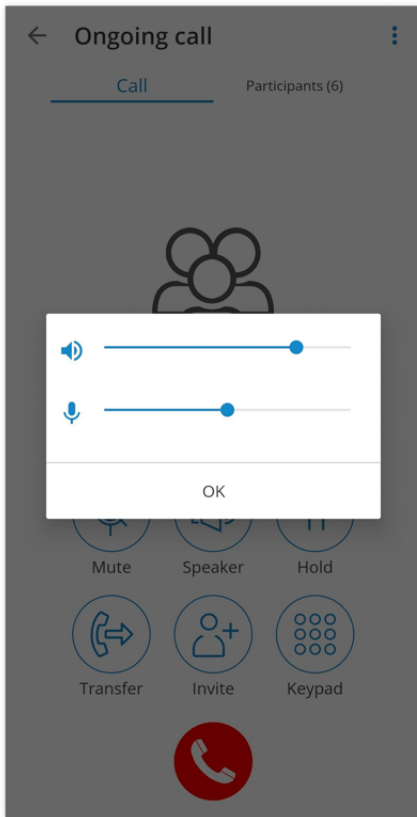 Ongoing call
Call Participants (6)
OK
Mute Speaker Hold
Transfer Invite Keypad